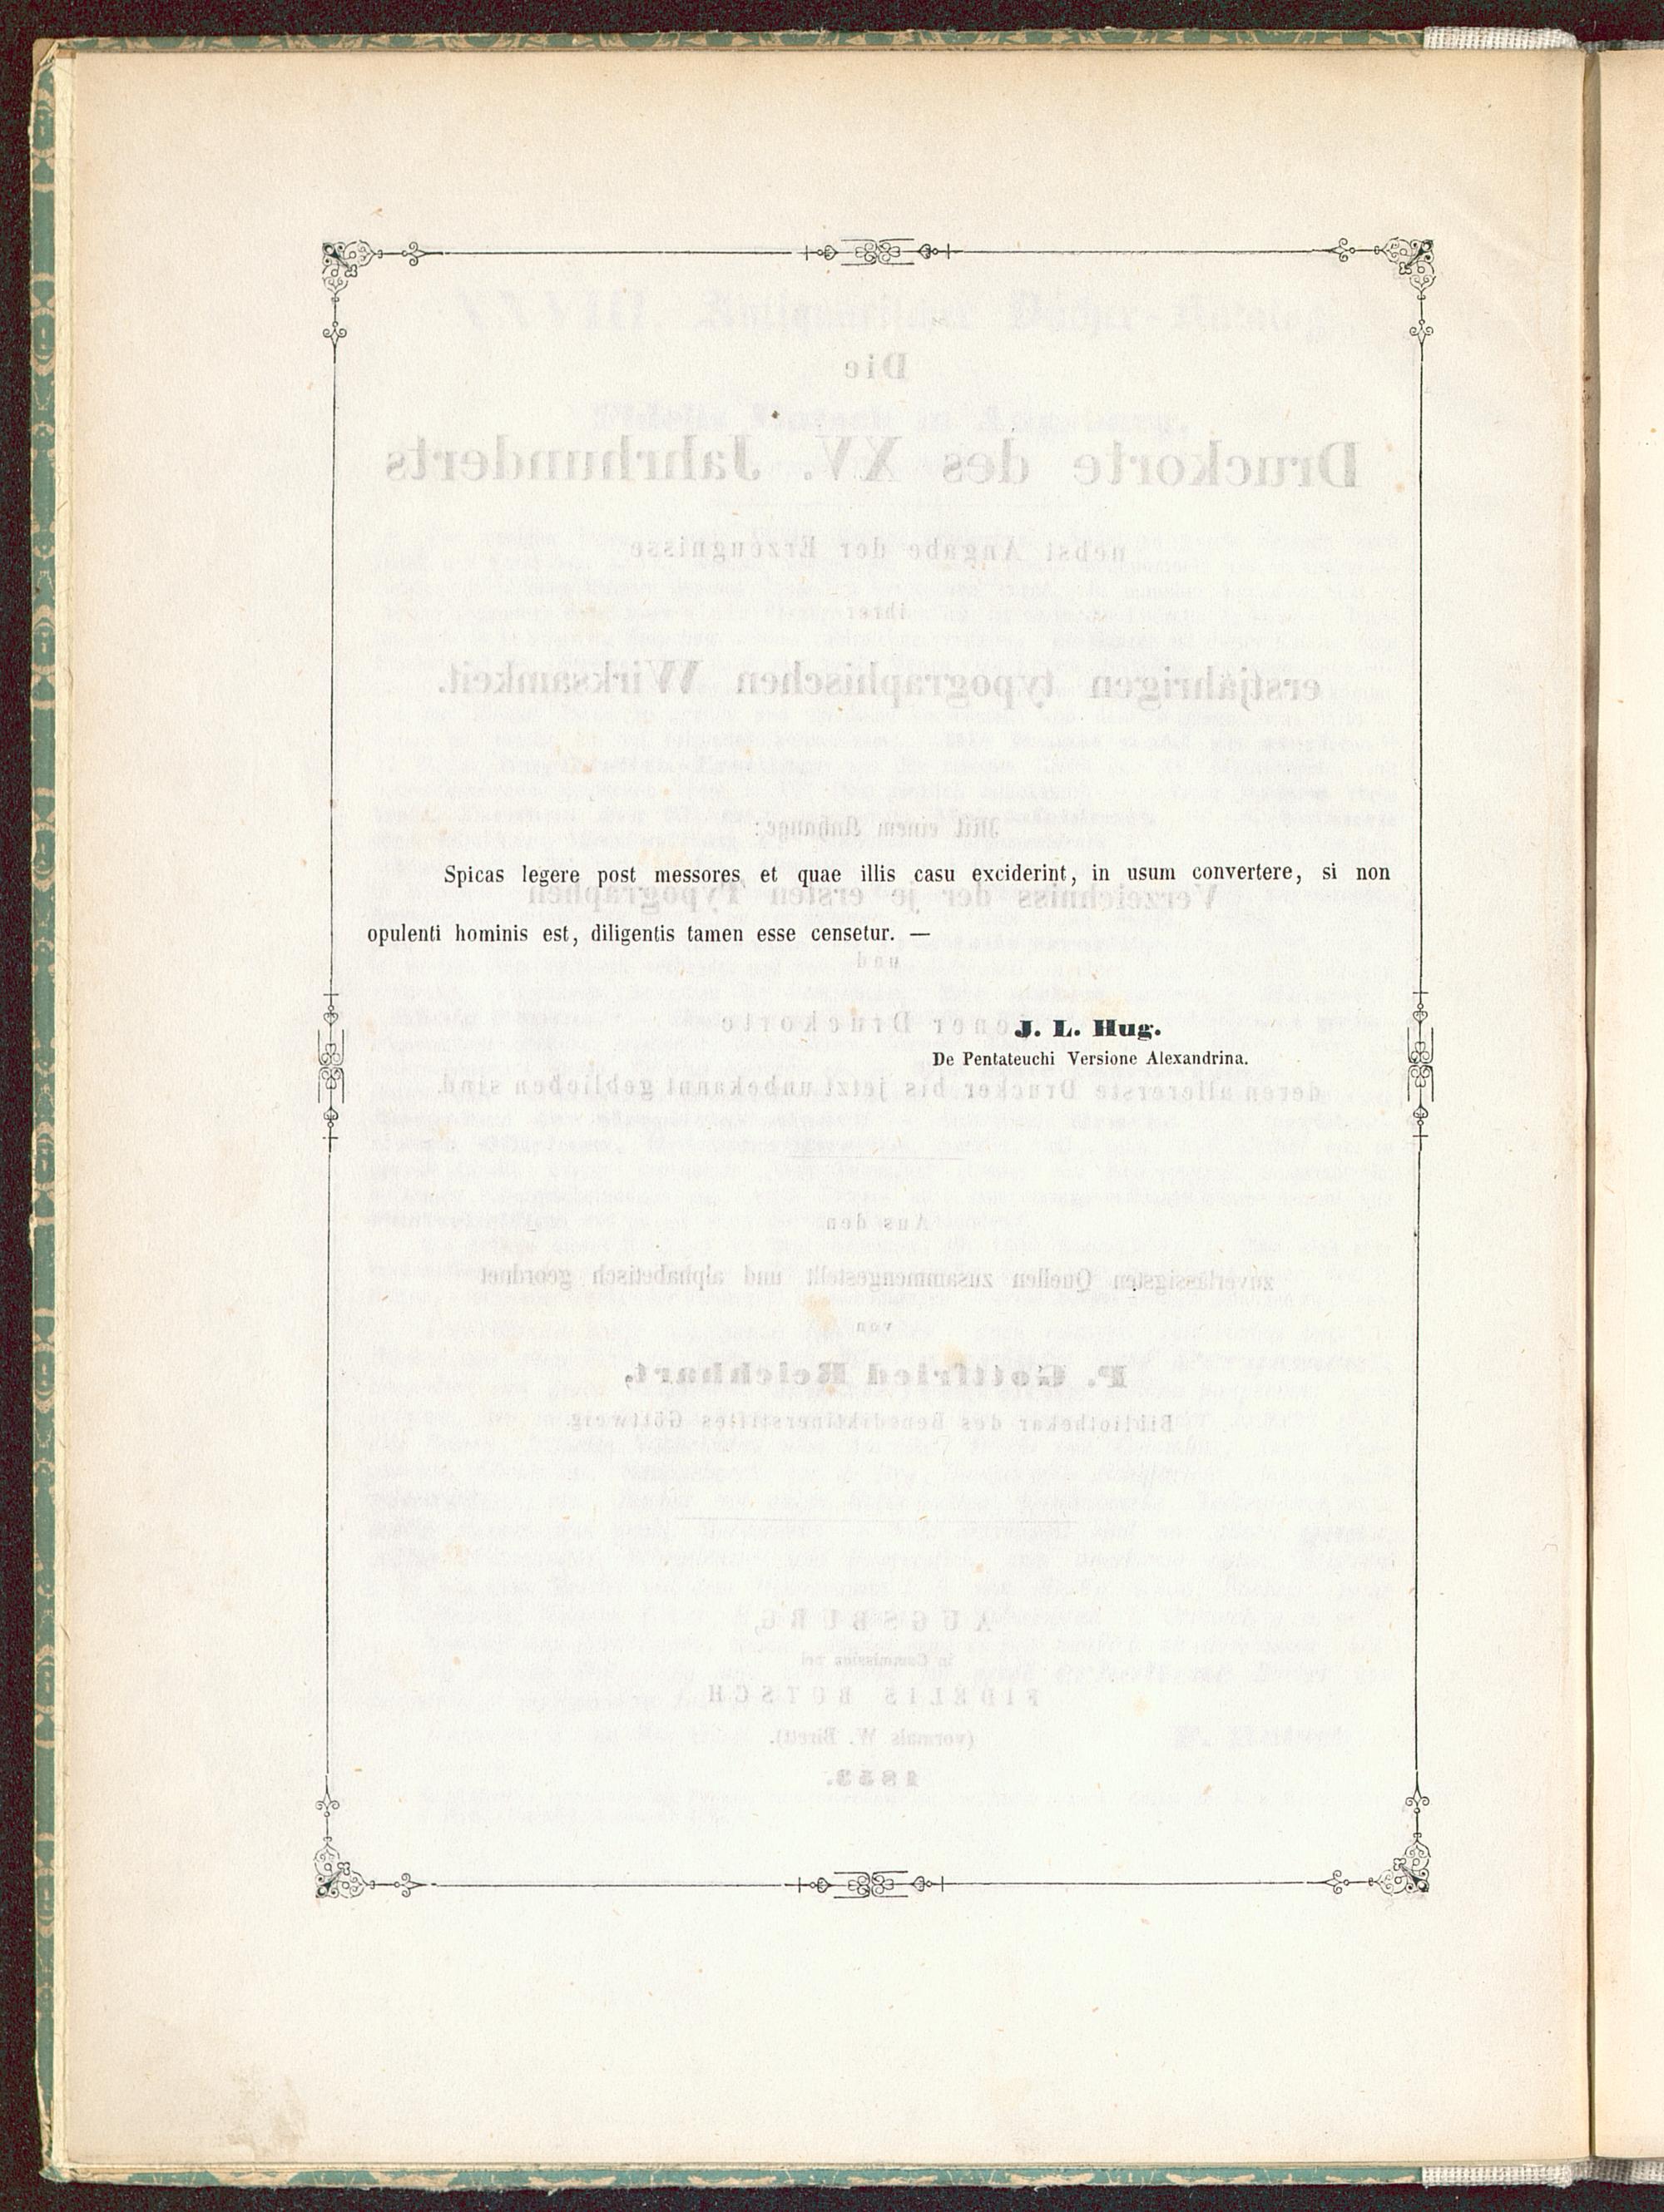 Spicas legere post messores et quae illis casu exciderint, in usum convertere, si non
opulenti hominis est, diligentis tamen esse censetur. —
J. L. Hug.
De Pentateuchi Versione Alexandrina.